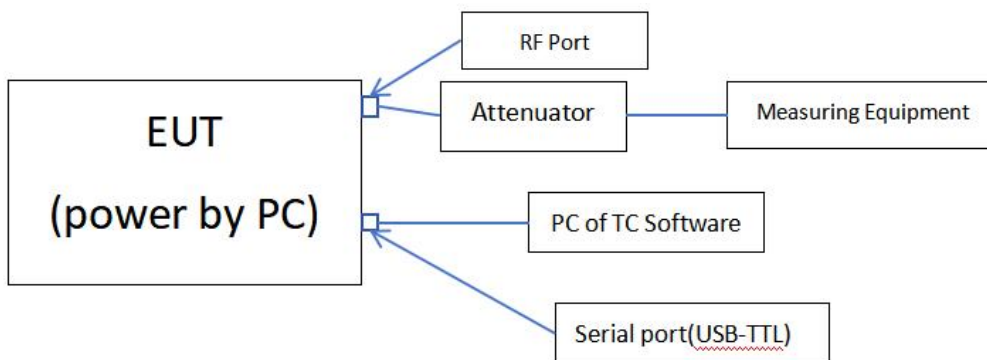 RF Port
EUT
(power by PC)
Attenuator
Measuring Equipment
PC of TC Software
Serial port(USB-TTL)